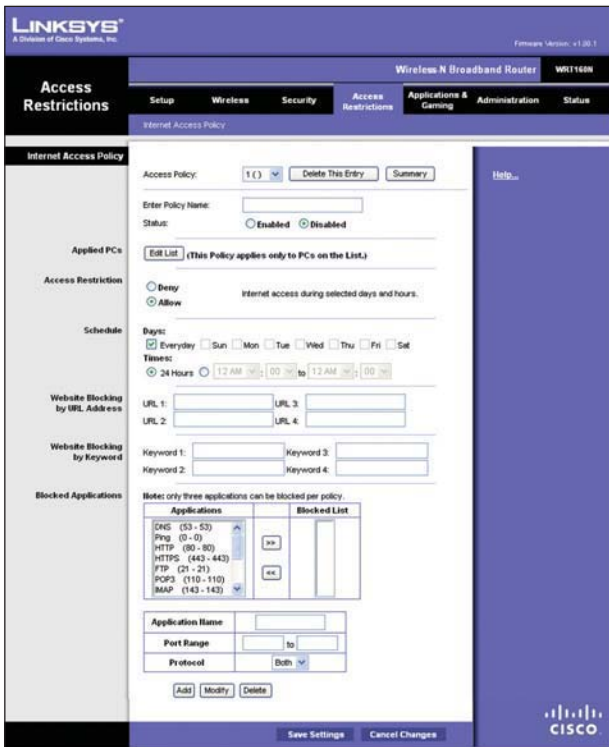 LINKSYS®
A Division of Cisco Systems, Inc.
Firmware Version: v1.00.1
Wireless-N Broadband Router WRT160N
Access Restrictions
Setup Wireless Security Access Restrictions Applications & Gaming Administration Status
Internet Access Policy
Internet Access Policy
Access Policy: 1 ( ) Delete This Entry Summary
Help...
Enter Policy Name:
Status: Enabled Disabled
Applied PCs
Edit List (This Policy applies only to PCs on the List.)
Access Restriction
Deny
Allow
Internet access during selected days and hours.
Schedule
Days:
Everyday Sun Mon Tue Wed Thu Fri Sat
Times:
24 Hours 12 AM : 00 to 12 AM : 00
Website Blocking by URL Address
URL 1: URL 3:
URL 2: URL 4:
Website Blocking by Keyword
Keyword 1: Keyword 3:
Keyword 2: Keyword 4:
Blocked Applications
Note: only three applications can be blocked per policy.
Applications Blocked List
DNS (53 - 53)
Ping (0 - 0)
HTTP (80 - 80)
HTTPS (443 - 443)
FTP (21 - 21)
POP3 (110 - 110)
IMAP (143 - 143)
>>
<<
Application Name
Port Range to
Protocol Both
Add Modify Delete
Save Settings Cancel Changes
CISCO